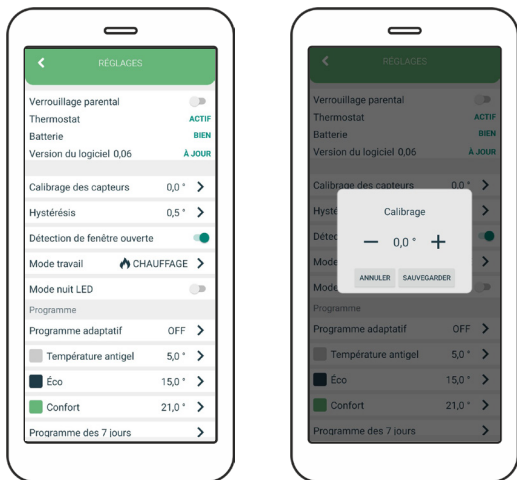 RÉGLAGES
Verrouillage parental
Thermostat ACTIF
Batterie BIEN
Version du logiciel 0,06 À JOUR
Calibrage des capteurs 0,0 °
Hystérésis 0,5 °
Détection de fenêtre ouverte
Mode travail CHAUFFAGE
Mode nuit LED
Programme
Programme adaptatif OFF
Température antigel 5,0 °
Éco 15,0 °
Confort 21,0 °
Programme des 7 jours
RÉGLAGES
Verrouillage parental
Thermostat ACTIF
Batterie BIEN
Version du logiciel 0,06 À JOUR
Calibrage des capteurs 0,0 °
Hysté
Calibrage
Détec
— 0,0 ° +
Mode
ANNULER SAUVEGARDER
Mode
Programme
Programme adaptatif OFF
Température antigel 5,0 °
Éco 15,0 °
Confort 21,0 °
Programme des 7 jours